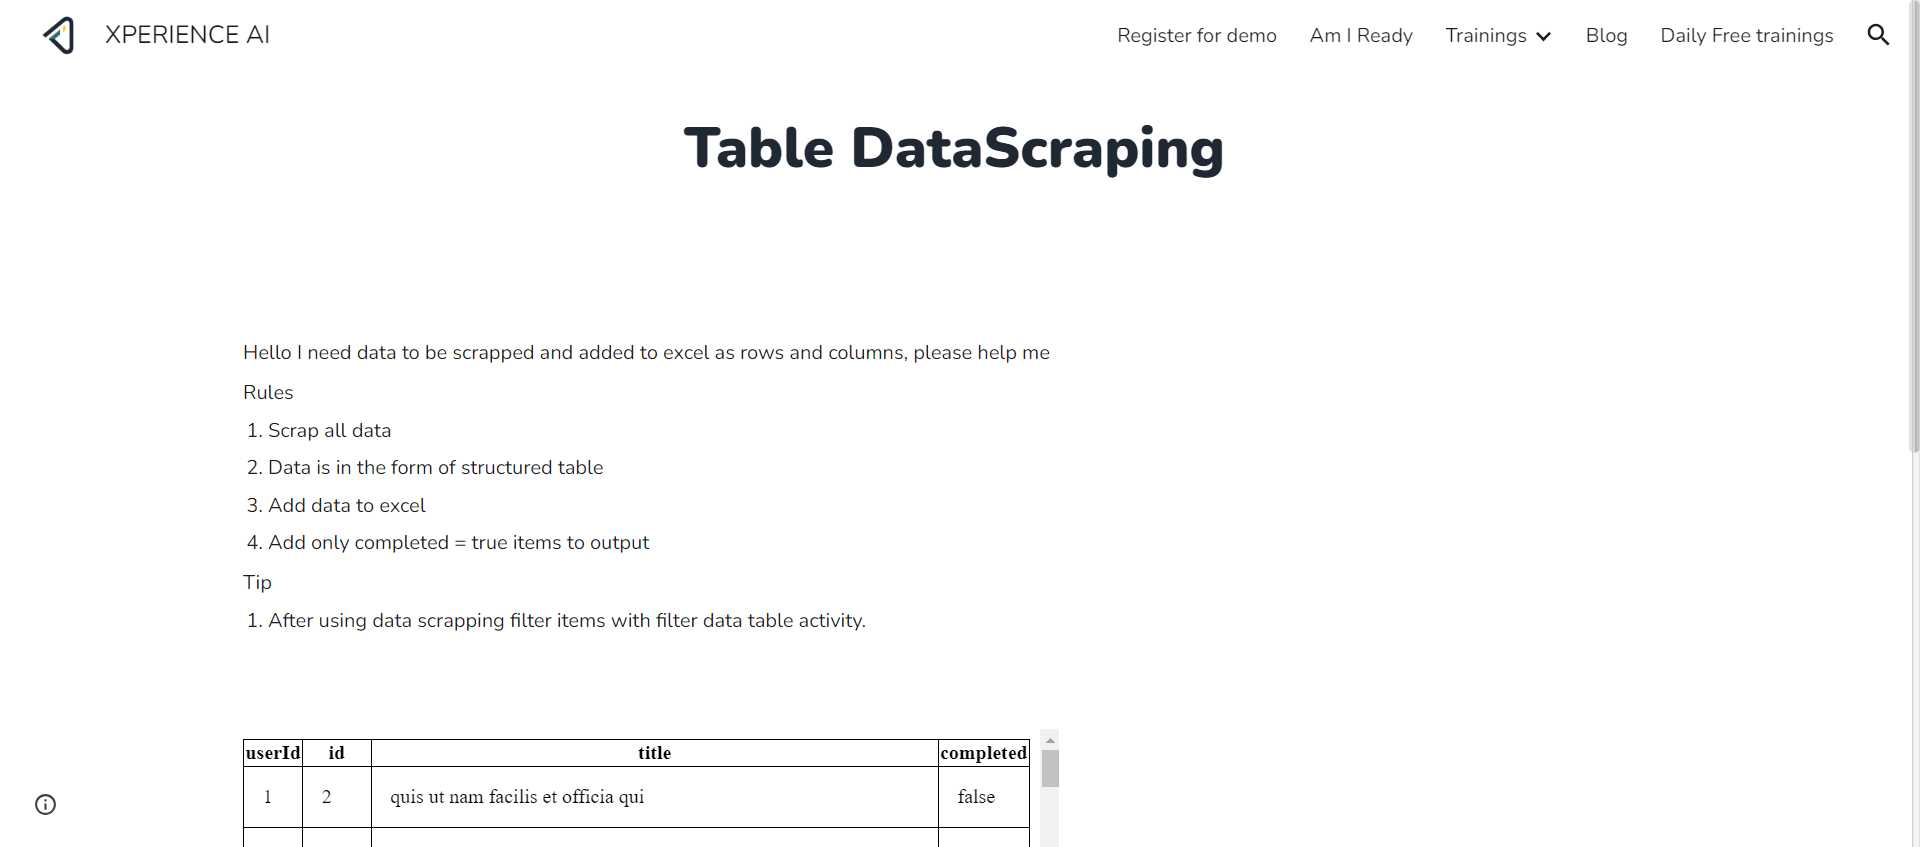 XPERIENCE AI
Register for demo
Am I Ready
Trainings
Blog
Daily Free trainings
Table DataScraping
Hello I need data to be scrapped and added to excel as rows and columns, please help me
Rules
1. Scrap all data
2. Data is in the form of structured table
3. Add data to excel
4. Add only completed = true items to output
Tip
1. After using data scrapping filter items with filter data table activity.
userId id title completed
1 2 quis ut nam facilis et officia qui false